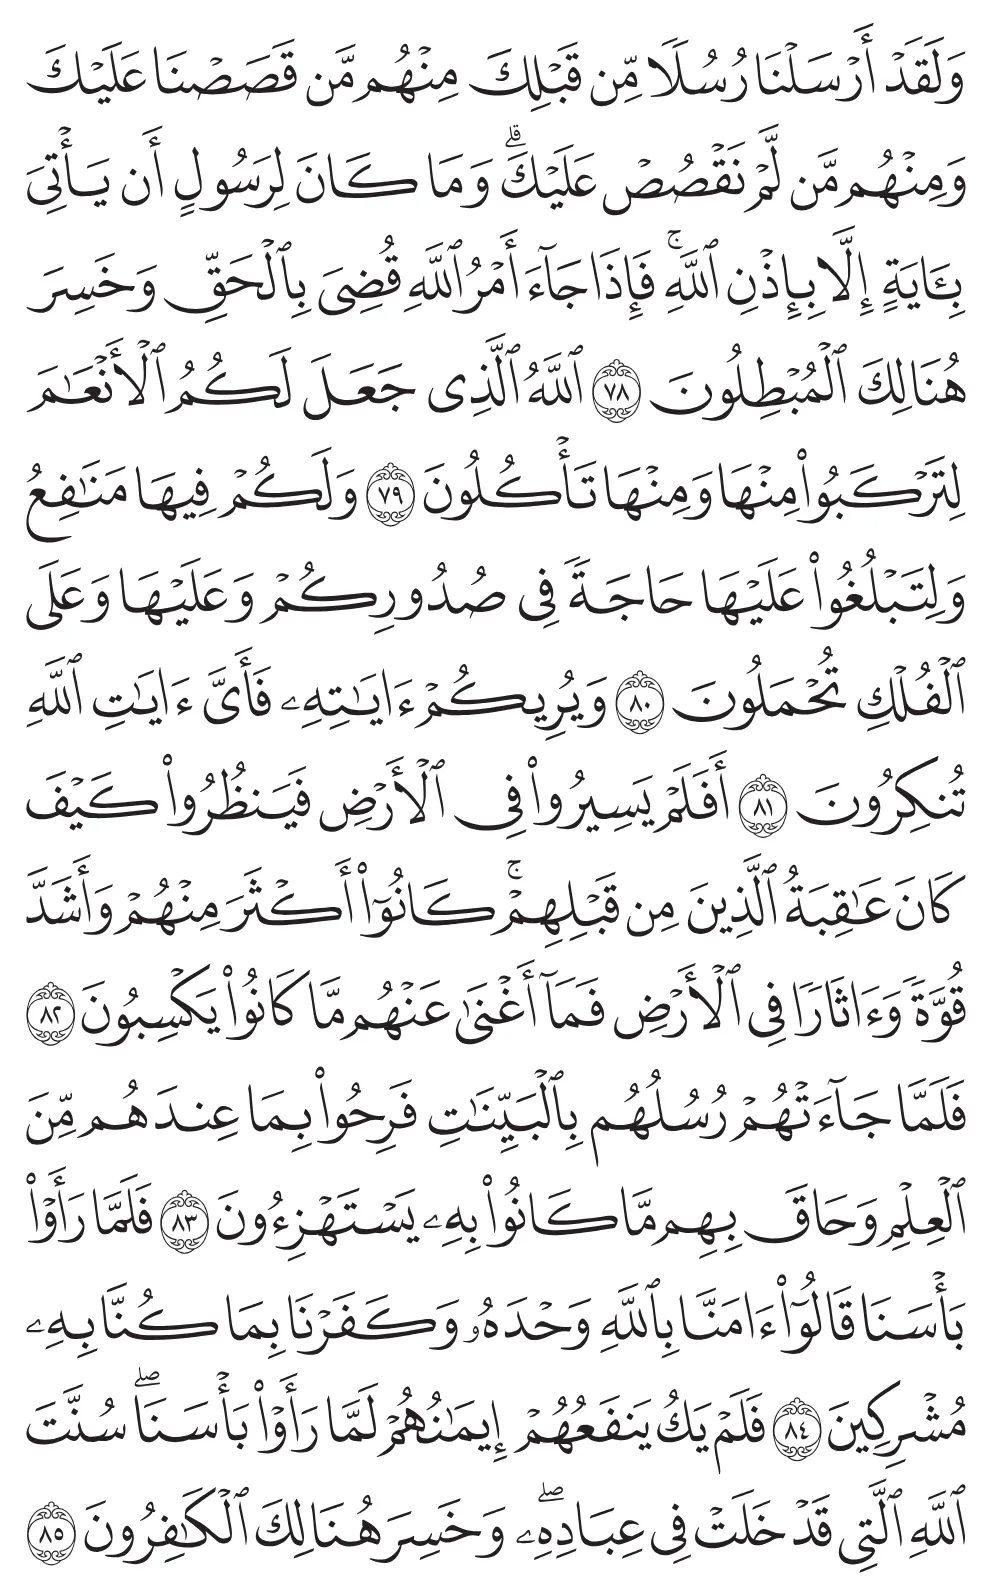 وَلَقَدْ أَرْسَلْنَا رُسُلًا مِّن قَبْلِكَ مِنْهُم مَّن قَصَصْنَا عَلَيْكَ
وَمِنْهُم مَّن لَّمْ نَقْصُصْ عَلَيْكَ ۗ وَمَا كَانَ لِرَسُولٍ أَن يَأْتِىَ
بِـَٔايَةٍ إِلَّا بِإِذْنِ ٱللَّهِ ۚ فَإِذَا جَآءَ أَمْرُ ٱللَّهِ قُضِىَ بِٱلْحَقِّ وَخَسِرَ
هُنَالِكَ ٱلْمُبْطِلُونَ ٧٨ ٱللَّهُ ٱلَّذِى جَعَلَ لَكُمُ ٱلْأَنْعَٰمَ
لِتَرْكَبُوا۟ مِنْهَا وَمِنْهَا تَأْكُلُونَ ٧٩ وَلَكُمْ فِيهَا مَنَٰفِعُ
وَلِتَبْلُغُوا۟ عَلَيْهَا حَاجَةً فِى صُدُورِكُمْ وَعَلَيْهَا وَعَلَى
ٱلْفُلْكِ تُحْمَلُونَ ٨٠ وَيُرِيكُمْ ءَايَٰتِهِۦ فَأَىَّ ءَايَٰتِ ٱللَّهِ
تُنكِرُونَ ٨١ أَفَلَمْ يَسِيرُوا۟ فِى ٱلْأَرْضِ فَيَنظُرُوا۟ كَيْفَ
كَانَ عَٰقِبَةُ ٱلَّذِينَ مِن قَبْلِهِمْ ۚ كَانُوٓا۟ أَكْثَرَ مِنْهُمْ وَأَشَدَّ
قُوَّةً وَءَاثَارًا فِى ٱلْأَرْضِ فَمَآ أَغْنَىٰ عَنْهُم مَّا كَانُوا۟ يَكْسِبُونَ ٨٢
فَلَمَّا جَآءَتْهُمْ رُسُلُهُم بِٱلْبَيِّنَٰتِ فَرِحُوا۟ بِمَا عِندَهُم مِّنَ
ٱلْعِلْمِ وَحَاقَ بِهِم مَّا كَانُوا۟ بِهِۦ يَسْتَهْزِءُونَ ٨٣ فَلَمَّا رَأَوْا۟
بَأْسَنَا قَالُوٓا۟ ءَامَنَّا بِٱللَّهِ وَحْدَهُۥ وَكَفَرْنَا بِمَا كُنَّا بِهِۦ
مُشْرِكِينَ ٨٤ فَلَمْ يَكُ يَنفَعُهُمْ إِيمَٰنُهُمْ لَمَّا رَأَوْا۟ بَأْسَنَا ۖ سُنَّتَ
ٱللَّهِ ٱلَّتِى قَدْ خَلَتْ فِى عِبَادِهِۦ ۖ وَخَسِرَ هُنَالِكَ ٱلْكَٰفِرُونَ ٨٥